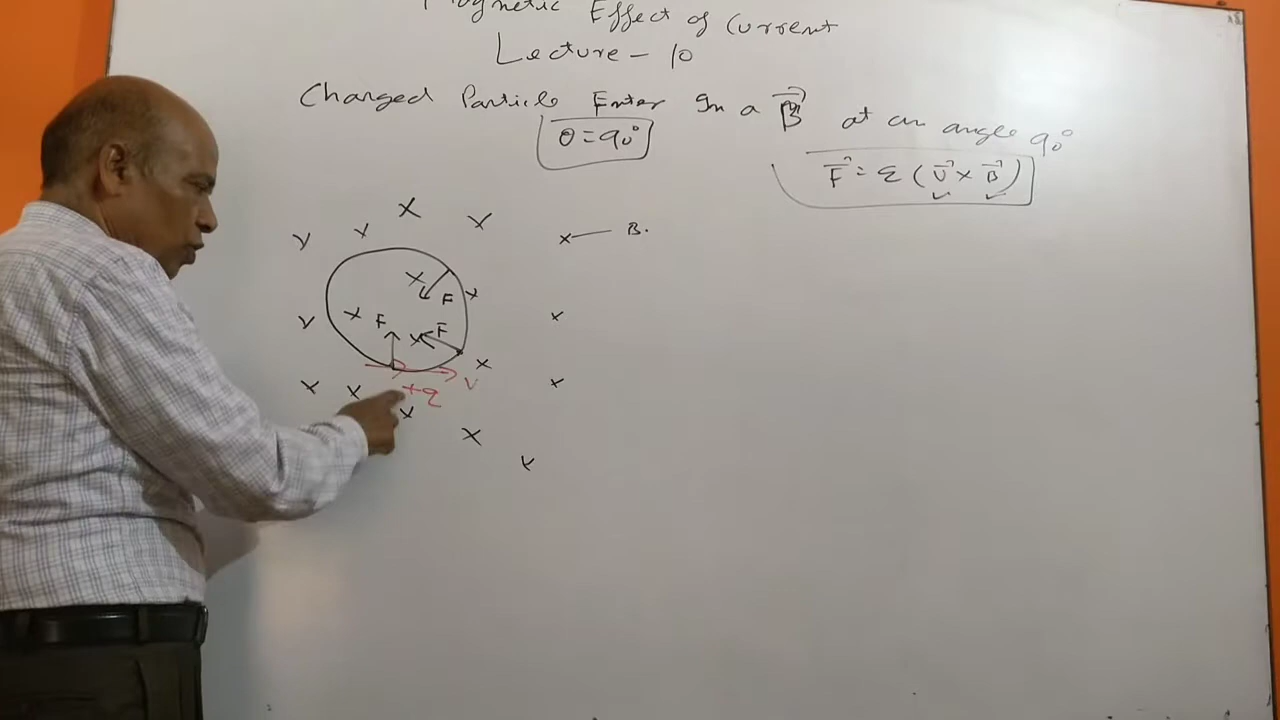 Magnetic Effect of Current
Lecture - 10
Charged Particle Enter In a B⃗ at an angle 90°
θ = 90°
F⃗ = q (V⃗ × B⃗)
B.
F
F
F
+q
V